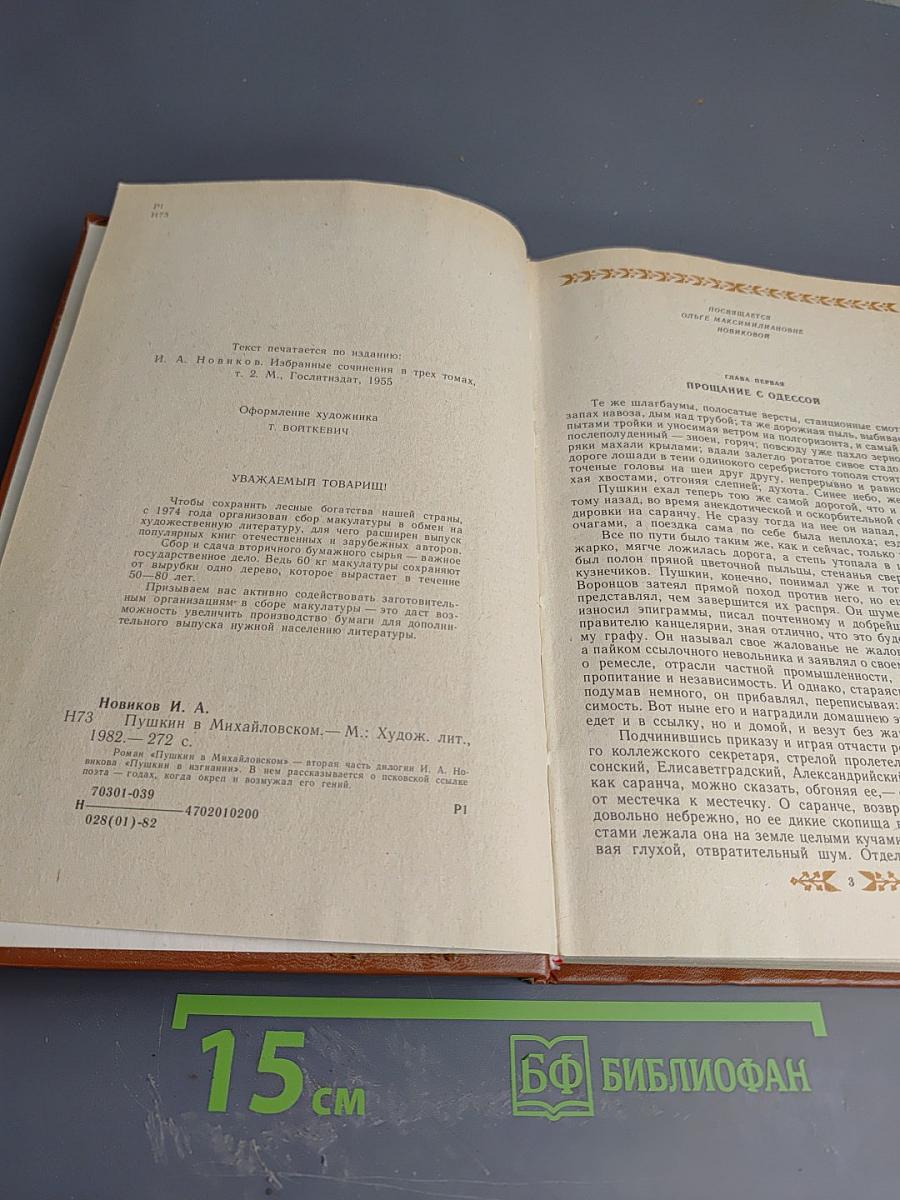 Р1
Н73
Текст печатается по изданию:
И. А. Новиков. Избранные сочинения в трех томах,
т. 2. М., Гослитиздат, 1955
Оформление художника
Т. ВОЙТКЕВИЧ
УВАЖАЕМЫЙ ТОВАРИЩ!
Чтобы сохранить лесные богатства нашей страны,
с 1974 года организован сбор макулатуры в обмен на
художественную литературу, для чего расширен выпуск
популярных книг отечественных и зарубежных авторов.
Сбор и сдача вторичного бумажного сырья — важное
государственное дело. Ведь 60 кг макулатуры сохраняют
от вырубки одно дерево, которое вырастает в течение
50—80 лет.
Призываем вас активно содействовать заготовитель-
ным организациям в сборе макулатуры — это даст воз-
можность увеличить производство бумаги для дополни-
тельного выпуска нужной населению литературы.
Новиков И. А.
Н73 Пушкин в Михайловском.— М.: Худож. лит.,
1982.— 272 с.
Роман «Пушкин в Михайловском» — вторая часть дилогии И. А. Но-
викова «Пушкин в изгнании». В нем рассказывается о псковской ссылке
поэта — годах, когда окреп и возмужал его гений.
70301-039
Н————4702010200
028(01)-82
Р1
ПОСВЯЩАЕТСЯ
ОЛЬГЕ МАКСИМИЛИАНОВНЕ
НОВИКОВОЙ
ГЛАВА ПЕРВАЯ
ПРОЩАНИЕ С ОДЕССОЙ
Те же шлагбаумы, полосатые версты, станционные смот
запах навоза, дым над трубой; та же дорожная пыль, выбивае
пытами тройки и уносимая ветром на полгоризонта, и самый
послеполуденный — зноен, горяч; повсюду уже пахло зерно
ряки махали крыльями; вдали залегло рогатое сивое стадо
дороге лошади в тени одинокого серебристого тополя стоят
точеные головы на шеи друг другу, непрерывно и равно
хая хвостами, отгоняя слепней; духота. Синее небо, же
Пушкин ехал теперь тою же самой дорогой, что и
тому назад, во время анекдотической и оскорбительной
дировки на саранчу. Не сразу тогда на нее он напал,
очагами, а поездка сама по себе была неплоха; езд
Все по пути было таким же, как и сейчас, только
жарко, мягче ложилась дорога, а степь утопала в
был полон пряной цветочной пыльцы, стенанья свер
кузнечиков. Пушкин, конечно, понимал уже и тог
Воронцов затеял прямой поход против него, но е
представлял, чем завершится их распря. Он шуме
износил эпиграммы, писал почтенному и добрейш
правителю канцелярии, зная отлично, что это буд
му графу. Он называл свое жалованье не жалов
а пайком ссылочного невольника и заявлял о своем
о ремесле, отрасли частной промышленности,
пропитание и независимость. И однако, стараяс
подумав немного, он прибавлял, переписывая:
симость. Вот ныне его и наградили домашнею э
едет и в ссылку, но и домой, и везут без жа
Подчинившись приказу и играя отчасти ро
го коллежского секретаря, стрелой пролетел
сонский, Елисаветградский, Александрийский
как саранча, можно сказать, обгоняя ее,—
от местечка к местечку. О саранче, возвр
довольно небрежно, но ее дикие скопища в
стами лежала она на земле целыми кучами
вая глухой, отвратительный шум. Отдел
3
15 см
БФ БИБЛИОФАН